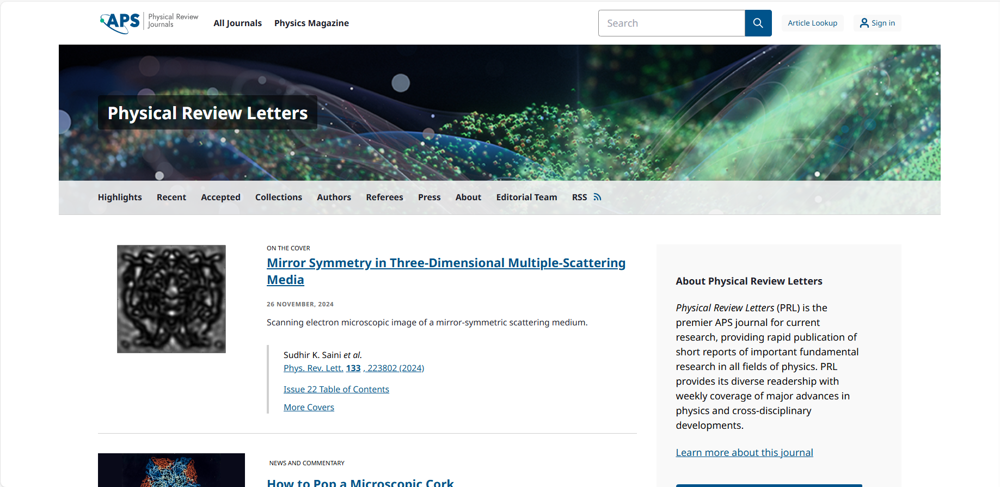 APS Physical Review Journals
All Journals
Physics Magazine
Search
Article Lookup
Sign in
Physical Review Letters
Highlights
Recent
Accepted
Collections
Authors
Referees
Press
About
Editorial Team
RSS
ON THE COVER
Mirror Symmetry in Three-Dimensional Multiple-Scattering
Media
26 NOVEMBER, 2024
Scanning electron microscopic image of a mirror-symmetric scattering medium.
Sudhir K. Saini et al.
Phys. Rev. Lett. 133 , 223802 (2024)
Issue 22 Table of Contents
More Covers
NEWS AND COMMENTARY
How to Pop a Microscopic Cork
About Physical Review Letters
Physical Review Letters (PRL) is the
premier APS journal for current
research, providing rapid publication of
short reports of important fundamental
research in all fields of physics. PRL
provides its diverse readership with
weekly coverage of major advances in
physics and cross-disciplinary
developments.
Learn more about this journal